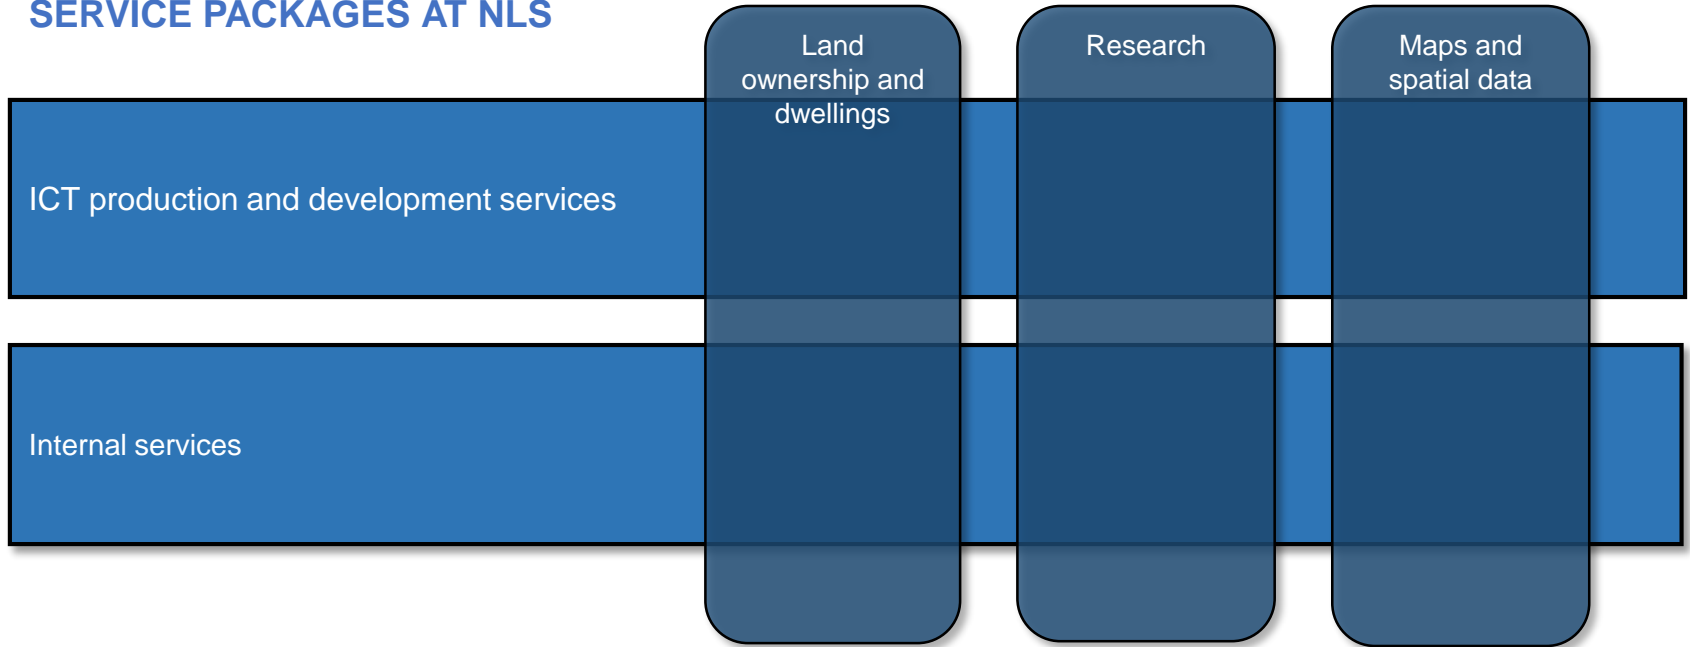 SERVICE PACKAGES AT NLS
Land
ownership and
dwellings
Research
Maps and
spatial data
ICT production and development services
Internal services